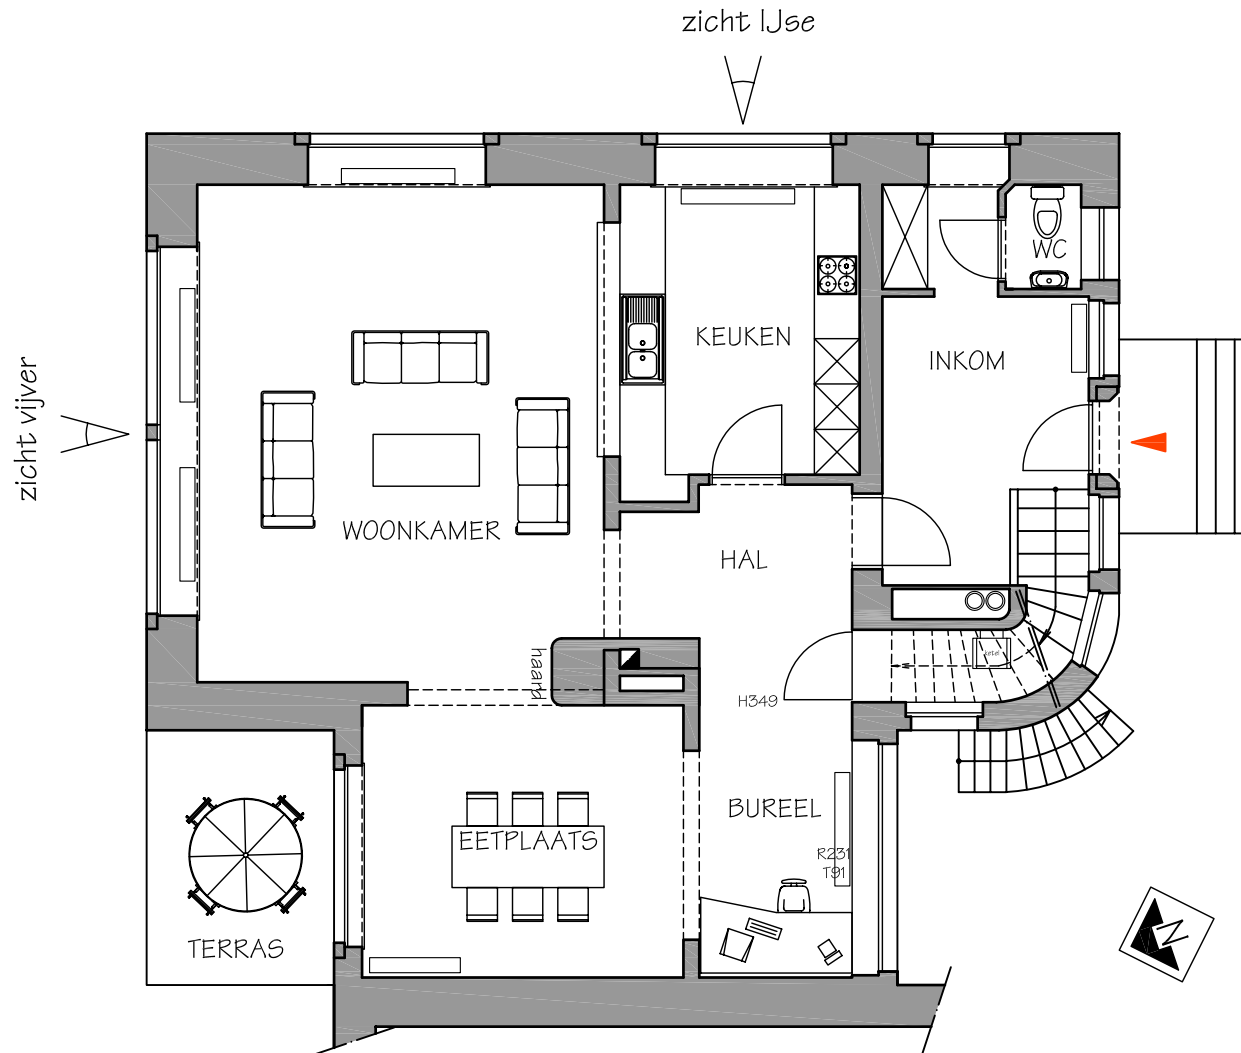 zicht IJse
WC
KEUKEN
INKOM
zicht vijver
WOONKAMER
HAL
haard
H349
BUREEL
EETPLAATS
R231
T91
TERRAS
N